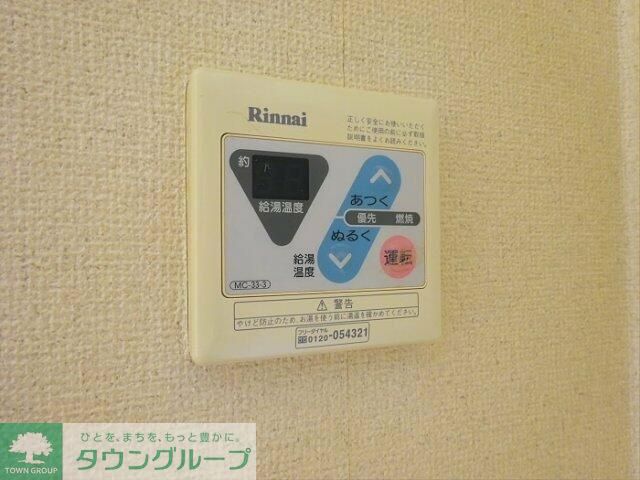 Rinnai
正しく安全にお使いいただく
ためにご使用の前に必ず取扱
説明書をよくお読みください。
約
給湯温度
あつく
優先 燃焼
ぬるく
給湯
温度
運転
MC-33-3
⚠ 警告
やけど防止のため、お湯を使う前に湯温を確かめてください。
フリーダイヤル
0120-054321
TOWN GROUP
ひとを、まちを、もっと豊かに。
タウングループ